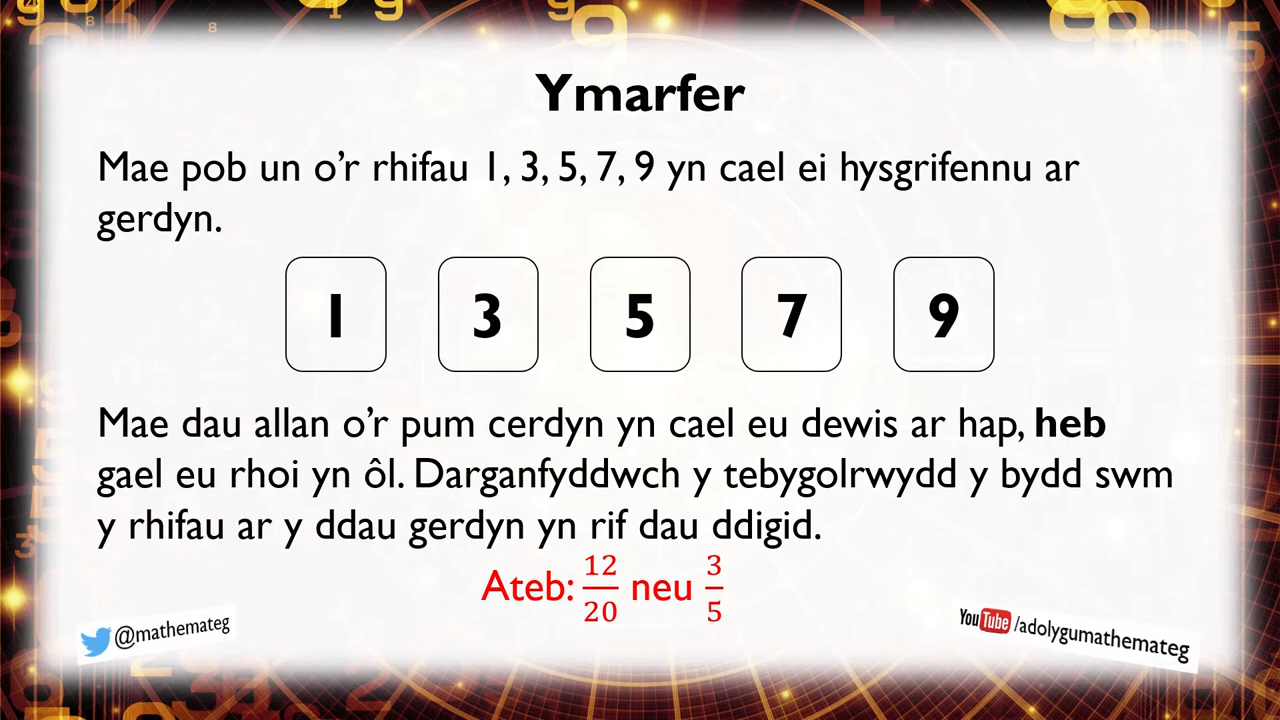 Ymarfer
Mae pob un o’r rhifau 1, 3, 5, 7, 9 yn cael ei hysgrifennu ar
gerdyn.
1 3 5 7 9
Mae dau allan o’r pum cerdyn yn cael eu dewis ar hap, heb
gael eu rhoi yn ôl. Darganfyddwch y tebygolrwydd y bydd swm
y rhifau ar y ddau gerdyn yn rif dau ddigid.
Ateb: 12/20 neu 3/5
@mathemateg
YouTube /adolygumathemateg